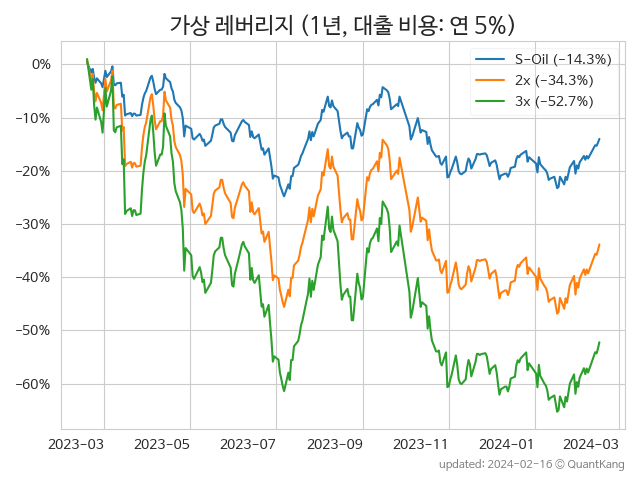 가상 레버리지 (1년, 대출 비용: 연 5%)
S-Oil (-14.3%)
2x (-34.3%)
3x (-52.7%)
0%
-10%
-20%
-30%
-40%
-50%
-60%
2023-03 2023-05 2023-07 2023-09 2023-11 2024-01 2024-03
updated: 2024-02-16 © QuantKang